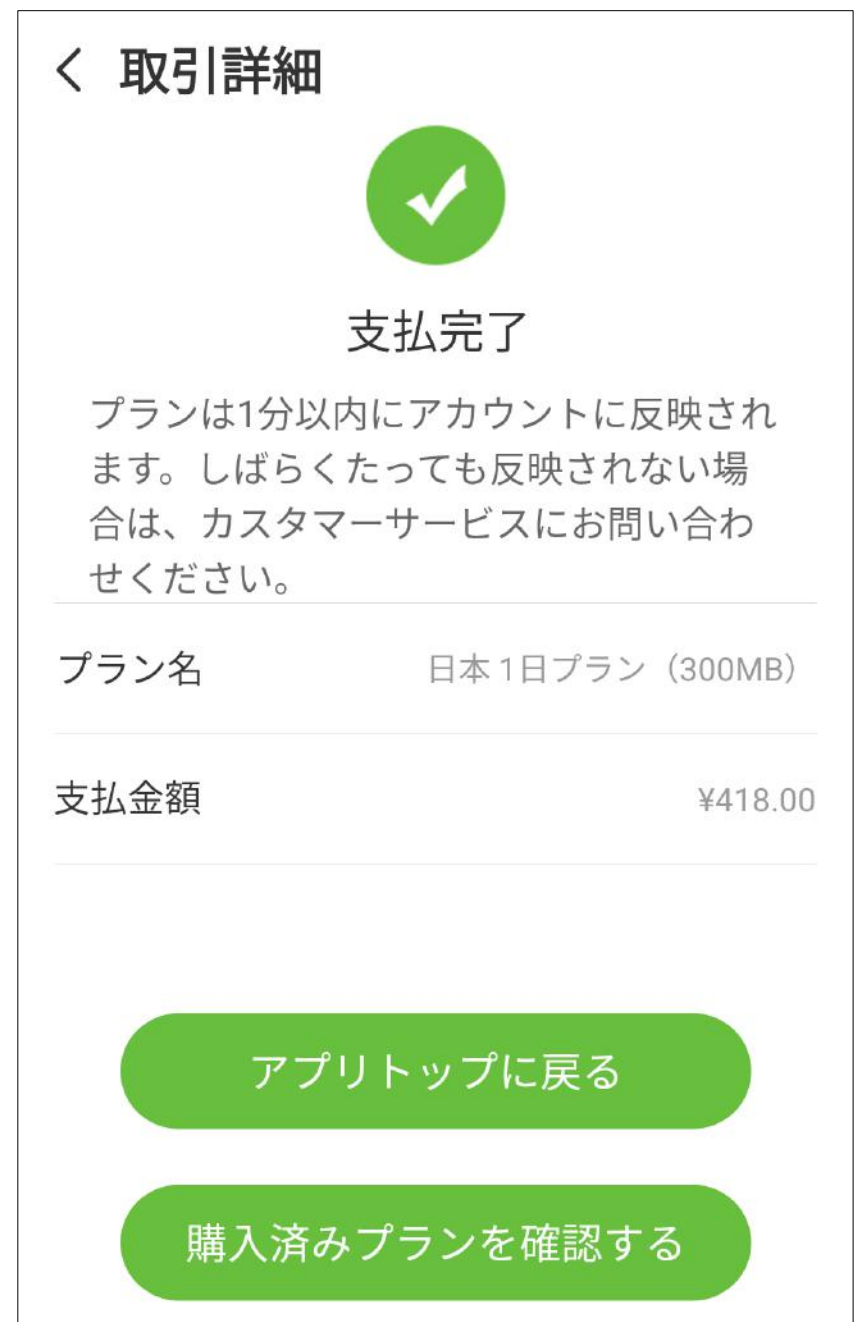 取引詳細
支払完了
プランは1分以内にアカウントに反映され
ます。しばらくたっても反映されない場
合は、カスタマーサービスにお問い合わ
せください。
プラン名 日本 1日プラン（300MB）
支払金額 ¥418.00
アプリトップに戻る
購入済みプランを確認する